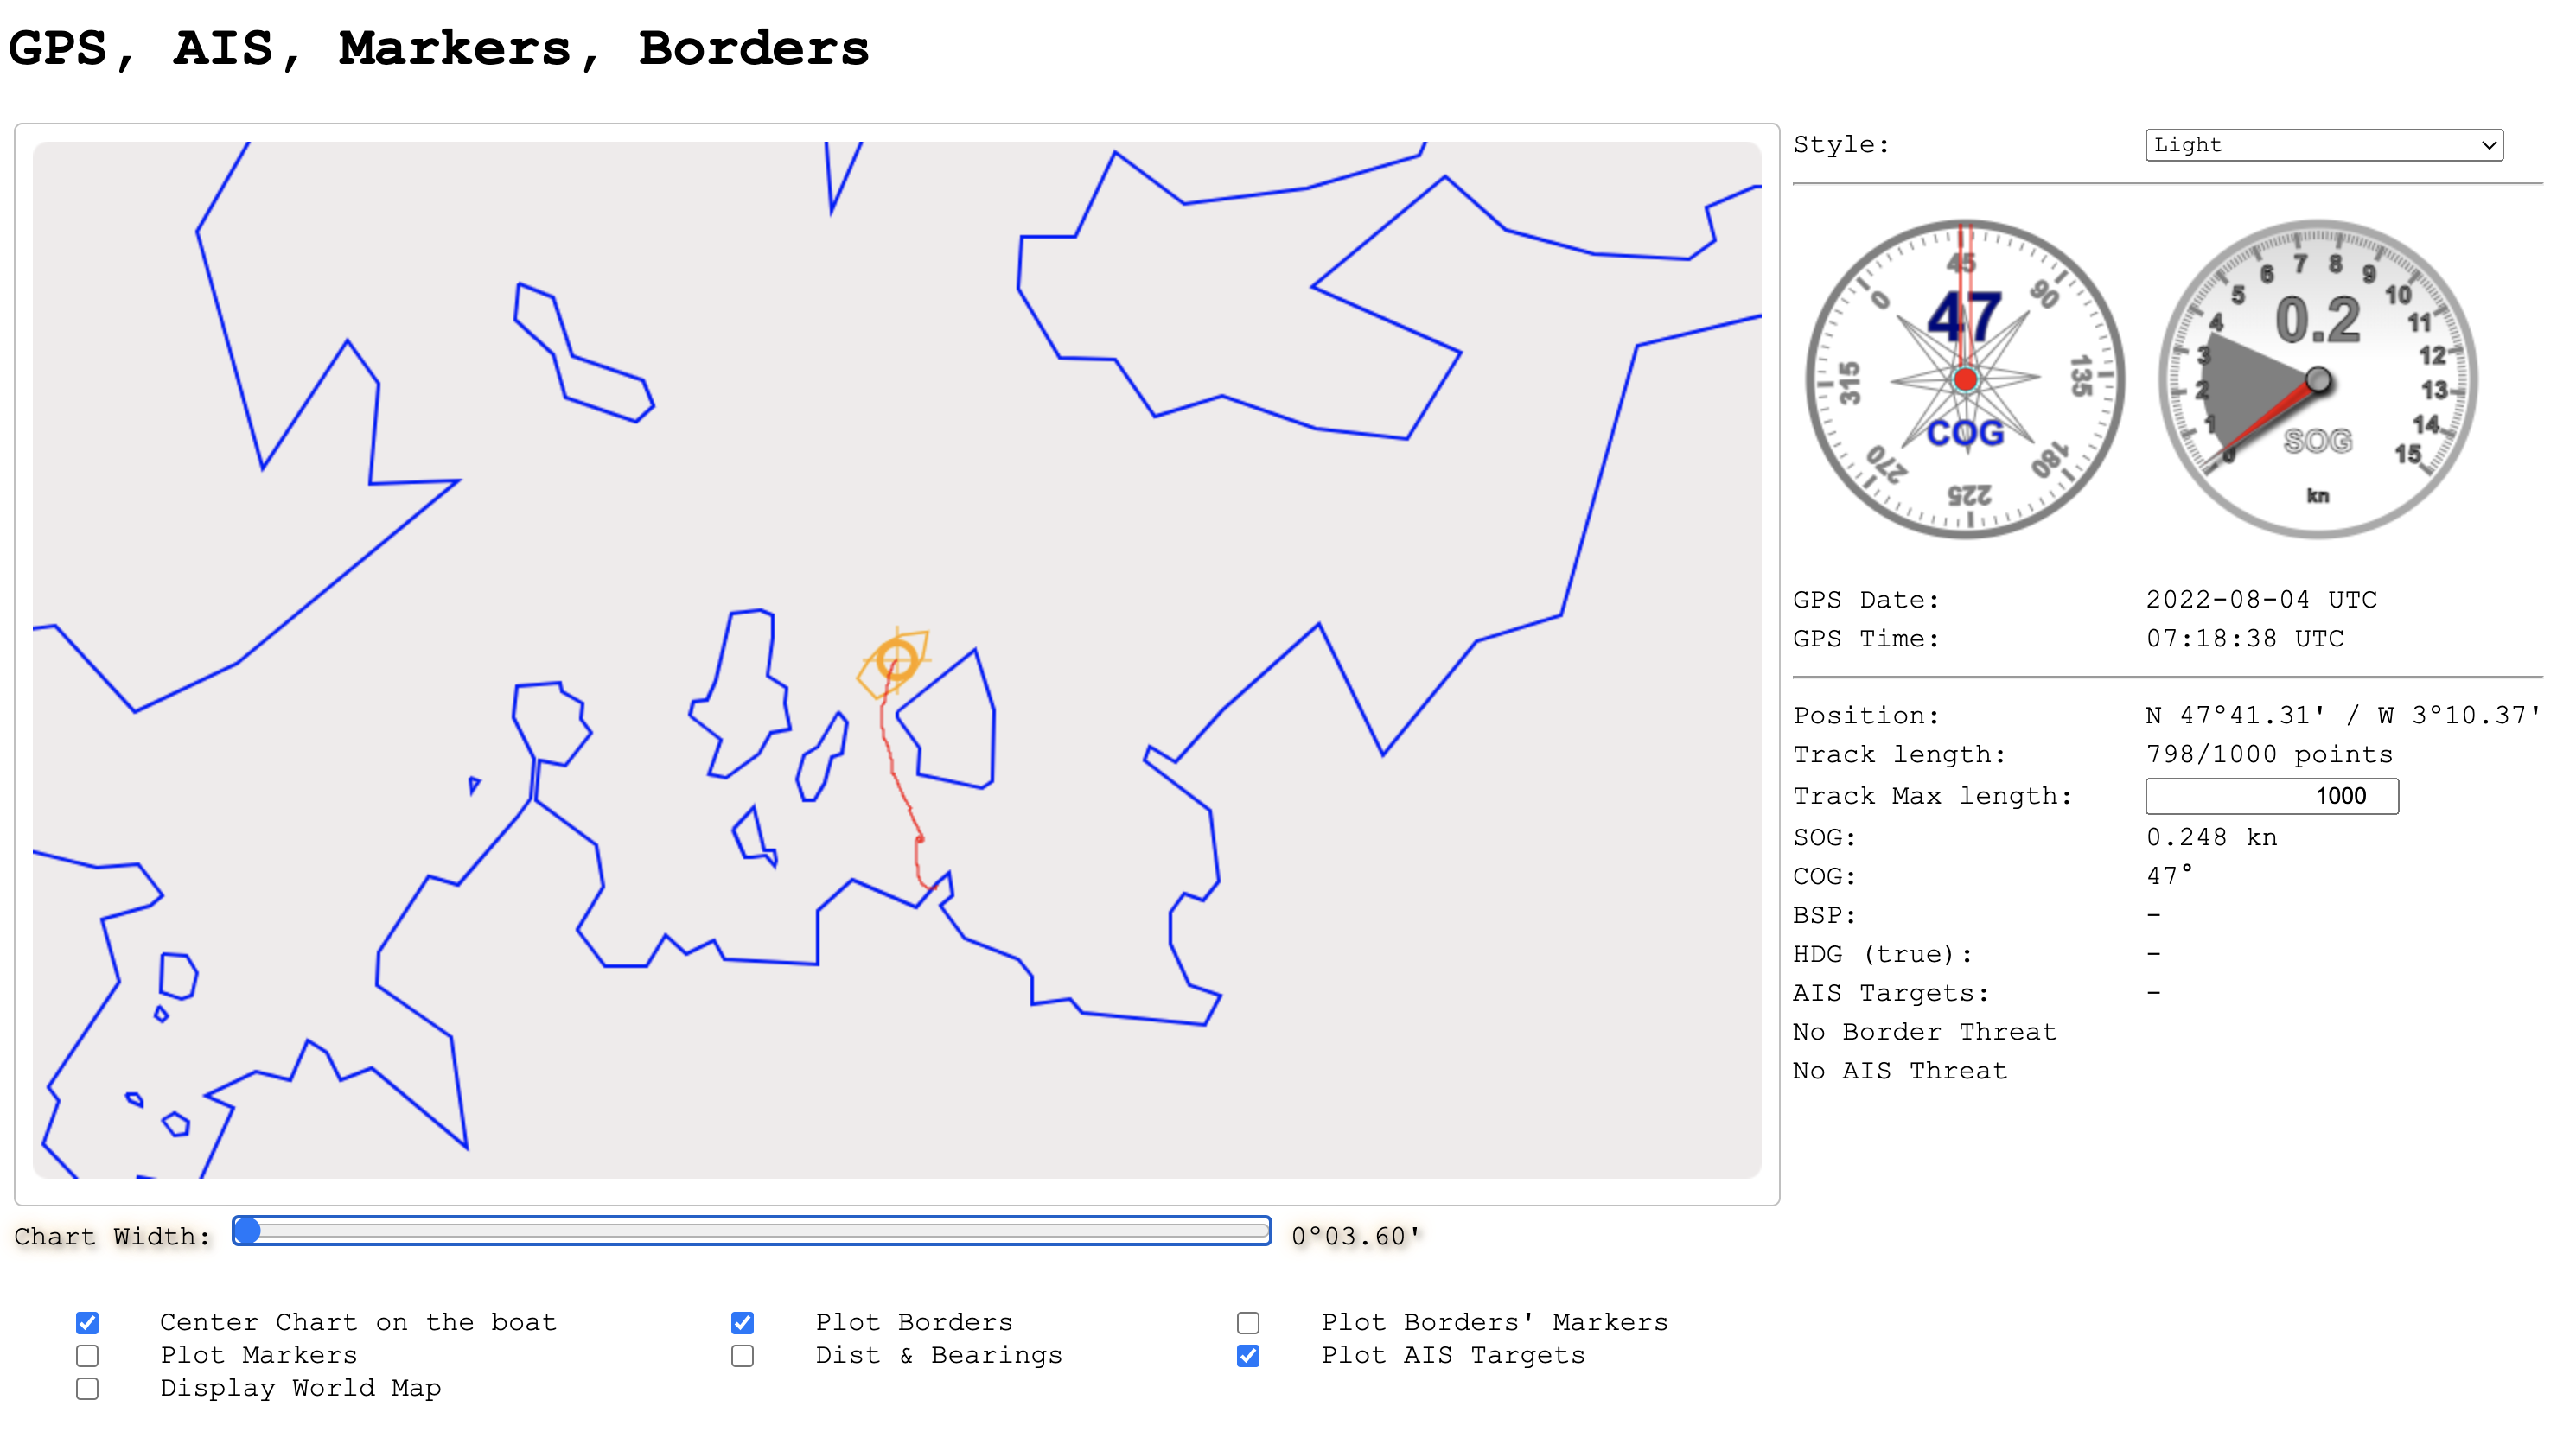 GPS, AIS, Markers, Borders
Style: Light
45
0 90
47
315 135
COG
270 180
225
7 8
6 9
5 10
0.2
4 11
3 12
2 13
1 14
SOG
0 15
kn
GPS Date: 2022-08-04 UTC
GPS Time: 07:18:38 UTC
Position: N 47°41.31' / W 3°10.37'
Track length: 798/1000 points
Track Max length: 1000
SOG: 0.248 kn
COG: 47°
BSP: -
HDG (true): -
AIS Targets: -
No Border Threat
No AIS Threat
Chart Width: 0°03.60'
Center Chart on the boat Plot Borders Plot Borders' Markers
Plot Markers Dist & Bearings Plot AIS Targets
Display World Map